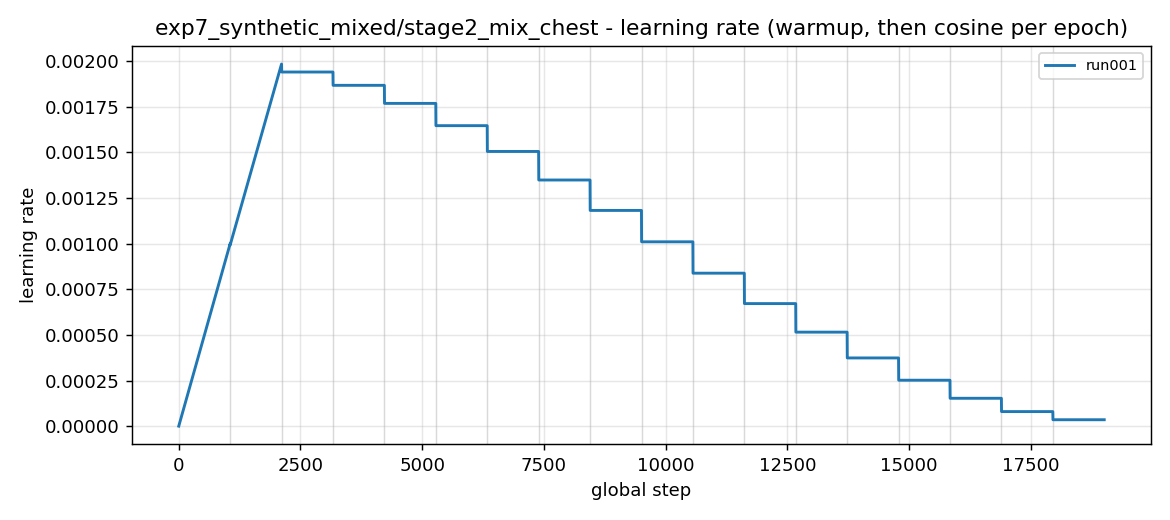 exp7_synthetic_mixed/stage2_mix_chest - learning rate (warmup, then cosine per epoch)
run001
learning rate
0.00200
0.00175
0.00150
0.00125
0.00100
0.00075
0.00050
0.00025
0.00000
0 2500 5000 7500 10000 12500 15000 17500
global step